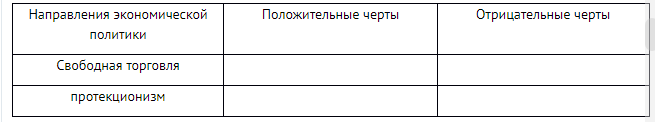 Направления экономической политики
Положительные черты
Отрицательные черты
Свободная торговля
протекционизм